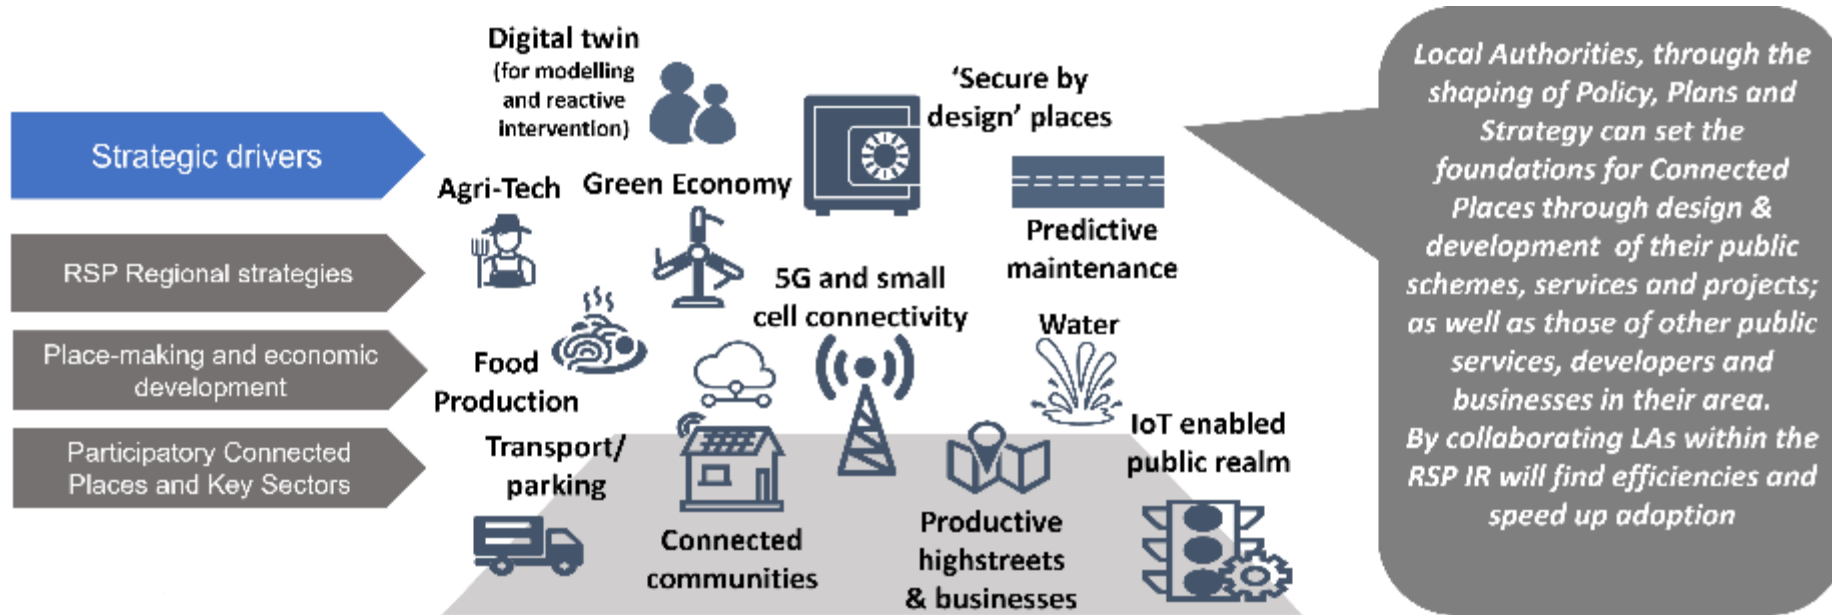 Strategic drivers
RSP Regional strategies
Place-making and economic
development
Participatory Connected
Places and Key Sectors
Digital twin
(for modelling
and reactive
intervention)
'Secure by
design' places
Agri-Tech
Green Economy
Predictive
maintenance
5G and small
cell connectivity
Water
Food
Production
IoT enabled
public realm
Transport/
parking
Connected
communities
Productive
highstreets
& businesses
Local Authorities, through the
shaping of Policy, Plans and
Strategy can set the
foundations for Connected
Places through design &
development of their public
schemes, services and projects;
as well as those of other public
services, developers and
businesses in their area.
By collaborating LAs within the
RSP IR will find efficiencies and
speed up adoption